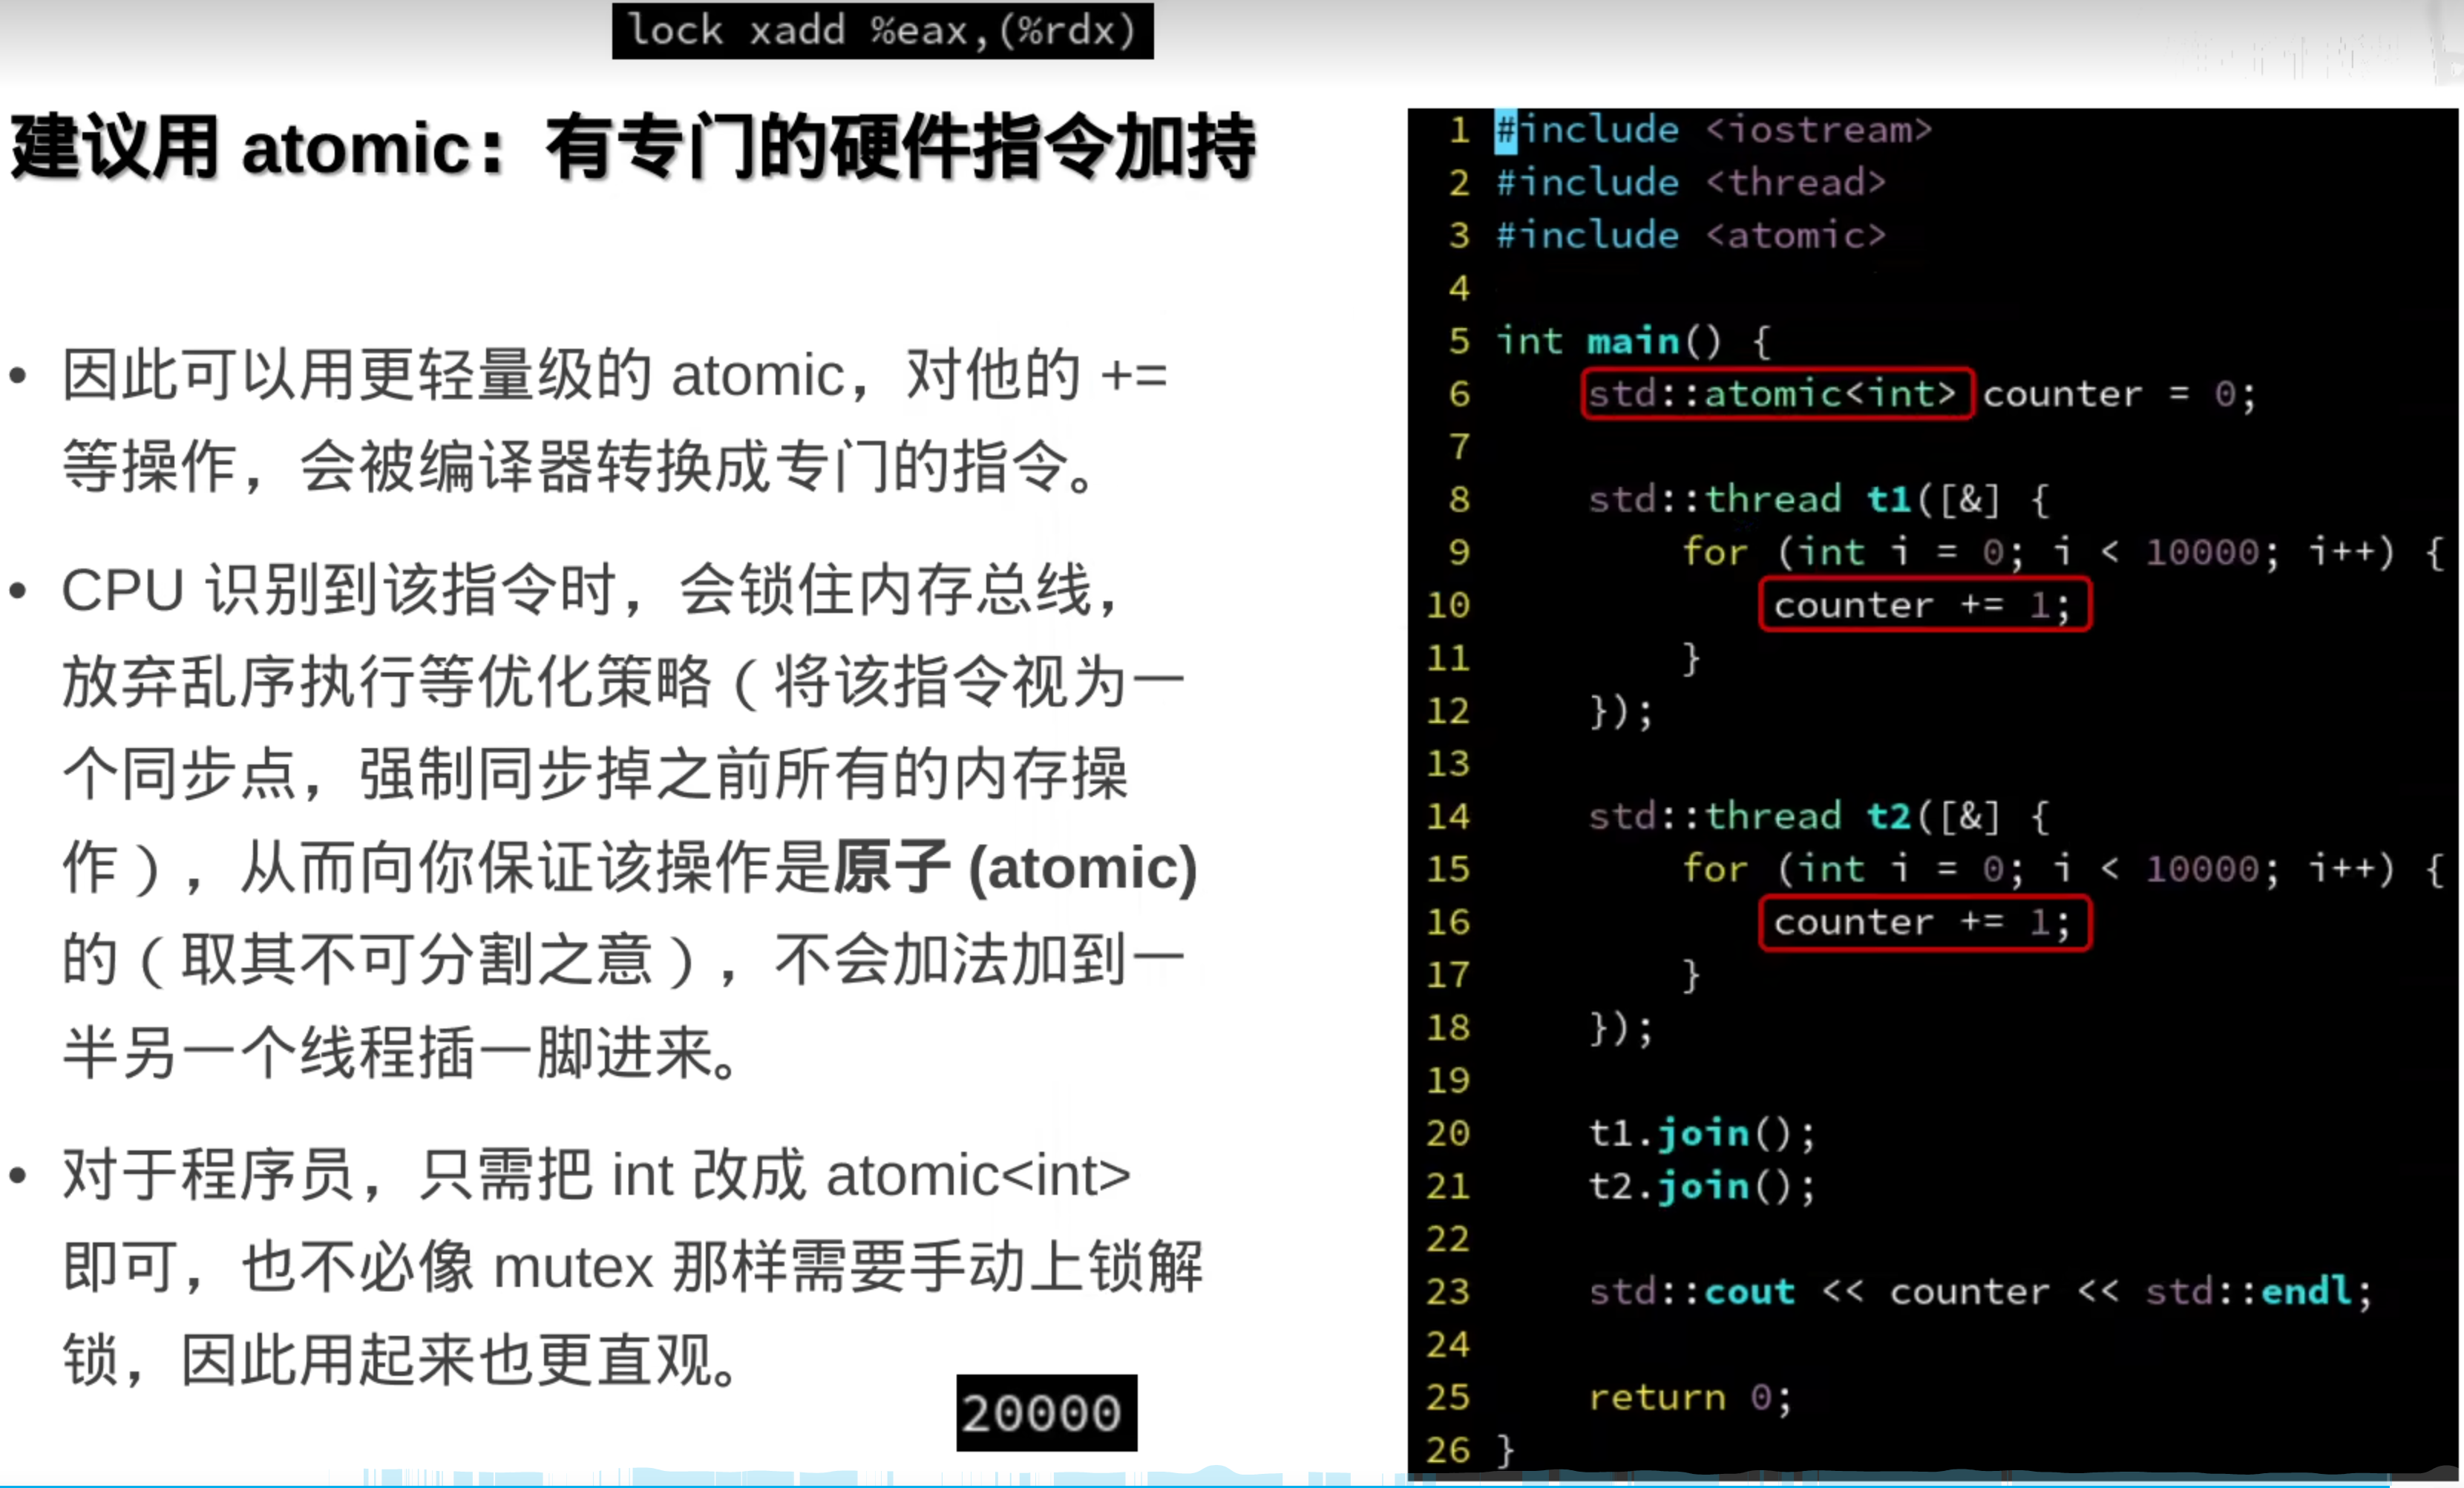 lock xadd %eax,(%rdx)
建议用 atomic：有专门的硬件指令加持
• 因此可以用更轻量级的 atomic，对他的 +=
等操作，会被编译器转换成专门的指令。
• CPU 识别到该指令时，会锁住内存总线，
放弃乱序执行等优化策略（将该指令视为一
个同步点，强制同步掉之前所有的内存操
作），从而向你保证该操作是原子 (atomic)
的（取其不可分割之意），不会加法加到一
半另一个线程插一脚进来。
• 对于程序员，只需把 int 改成 atomic<int>
即可，也不必像 mutex 那样需要手动上锁解
锁，因此用起来也更直观。
20000
1 #include <iostream>
2 #include <thread>
3 #include <atomic>
4
5 int main() {
6     std::atomic<int> counter = 0;
7
8     std::thread t1([&] {
9         for (int i = 0; i < 10000; i++) {
10             counter += 1;
11         }
12     });
13
14     std::thread t2([&] {
15         for (int i = 0; i < 10000; i++) {
16             counter += 1;
17         }
18     });
19
20     t1.join();
21     t2.join();
22
23     std::cout << counter << std::endl;
24
25     return 0;
26 }